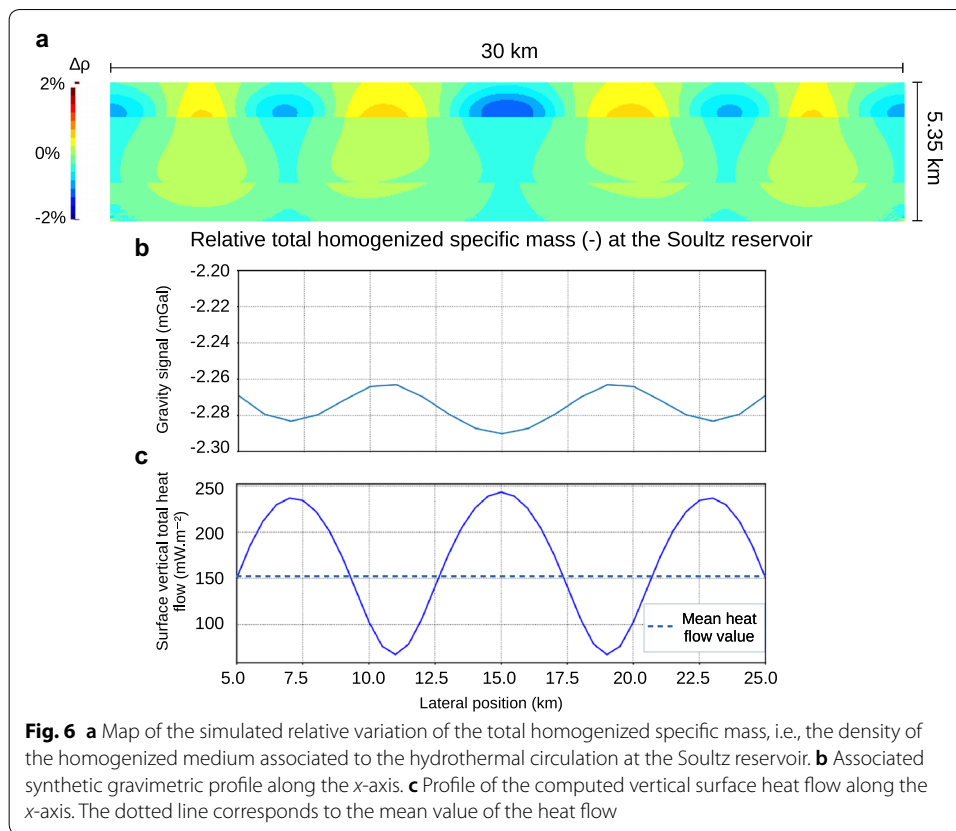 a
Δρ
30 km
2%
0%
-2%
5.35 km
Relative total homogenized specific mass (-) at the Soultz reservoir
b
-2.20
-2.22
-2.24
-2.26
-2.28
-2.30
Gravity signal (mGal)
c
250
200
150
100
Surface vertical total heat
flow (mW.m⁻²)
Mean heat
flow value
5.0 7.5 10.0 12.5 15.0 17.5 20.0 22.5 25.0
Lateral position (km)
Fig. 6 a Map of the simulated relative variation of the total homogenized specific mass, i.e., the density of
the homogenized medium associated to the hydrothermal circulation at the Soultz reservoir. b Associated
synthetic gravimetric profile along the x-axis. c Profile of the computed vertical surface heat flow along the
x-axis. The dotted line corresponds to the mean value of the heat flow